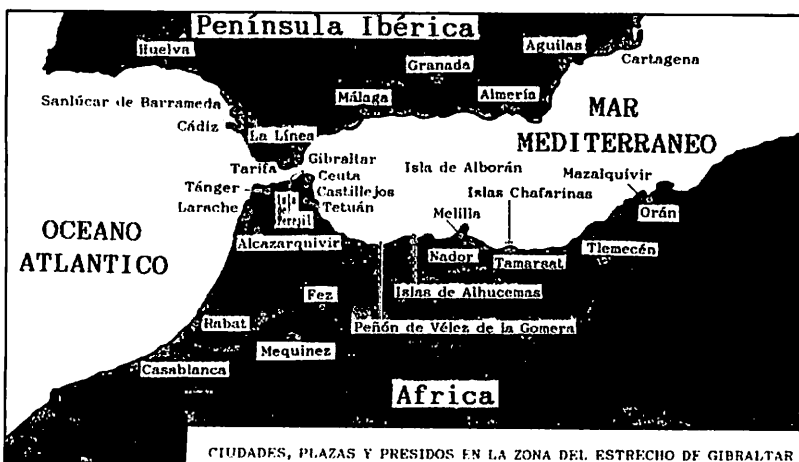 Península Ibérica
Huelva
Aguilas
Cartagena
Granada
Málaga
Almería
Sanlúcar de Barrameda
Cádiz
La Línea
MAR
MEDITERRANEO
Tarifa
Gibraltar
Isla de Alborán
Ceuta
Mazalquívir
Tánger
Castillejos
Islas Chafarinas
Larache
Isla
Perejil
Tetuán
Melilla
Orán
OCEANO
ATLANTICO
Alcazarquivir
Nador
Tamarsat
Tlemecén
Fez
Islas de Alhucemas
Rabat
Peñón de Vélez de la Gomera
Mequinez
Casablanca
Africa
CIUDADES, PLAZAS Y PRESIDOS EN LA ZONA DEL ESTRECHO DE GIBRALTAR